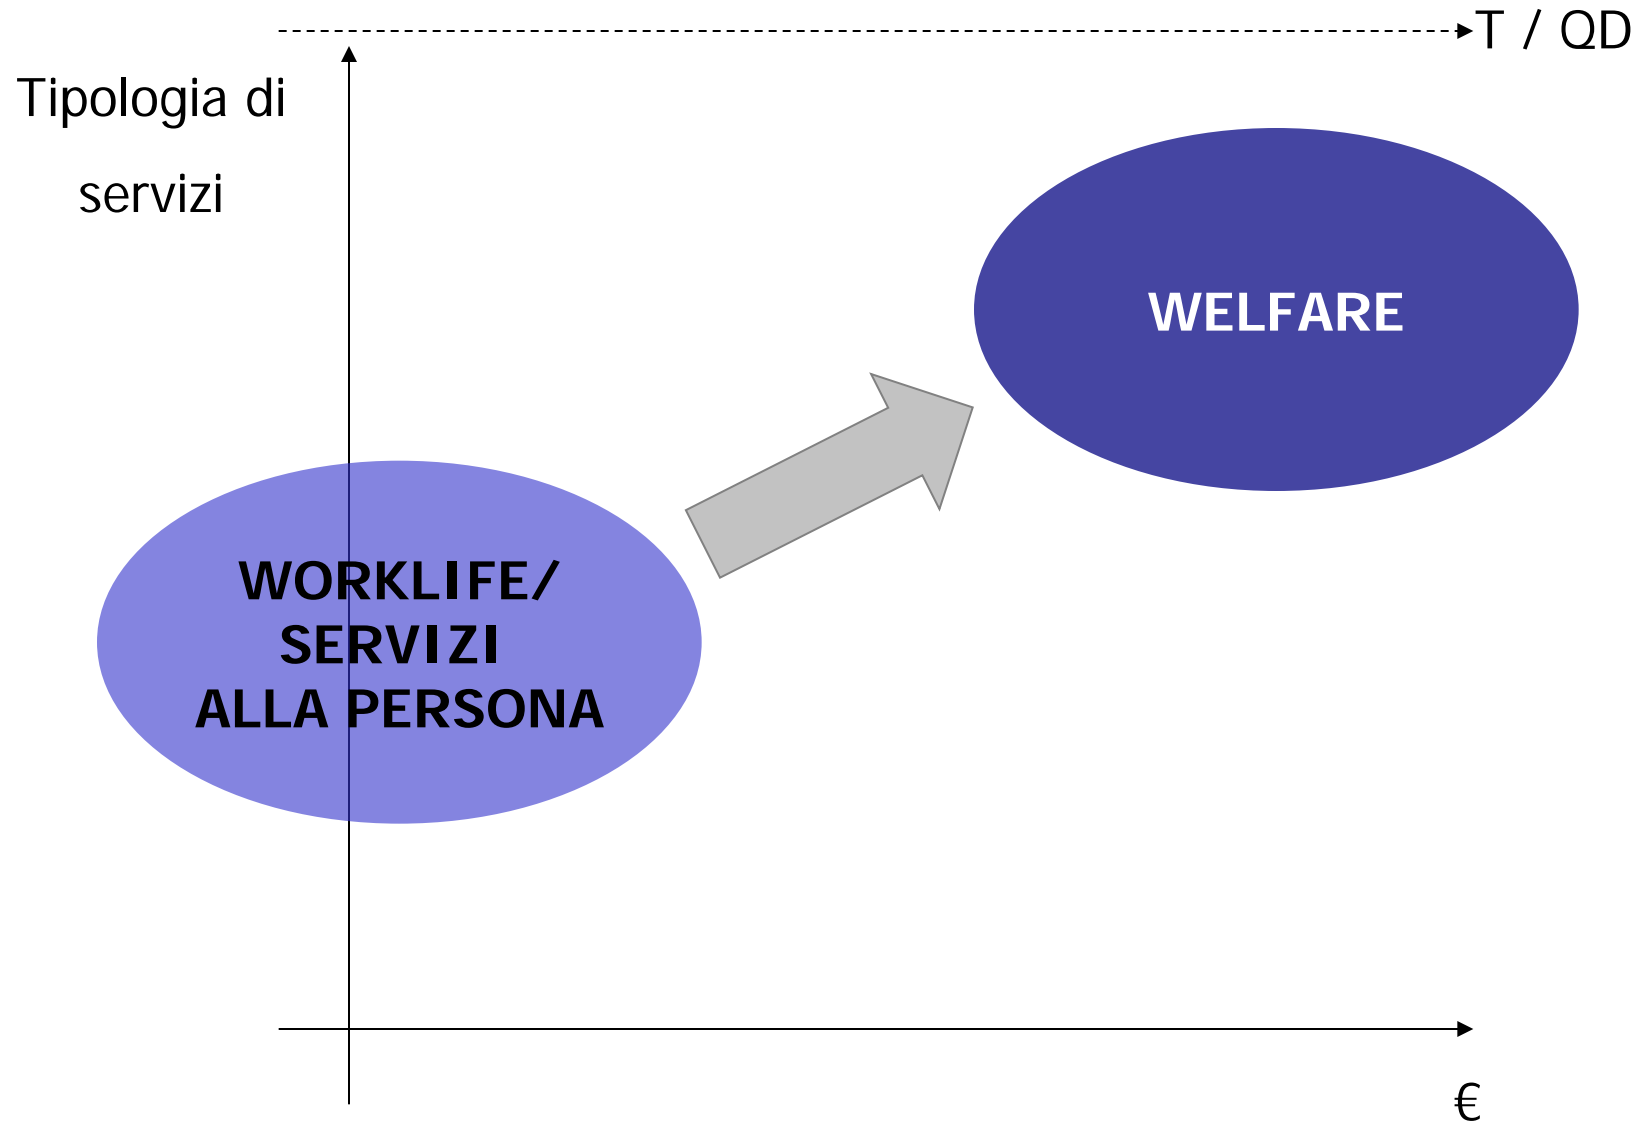 T / QD
Tipologia di
servizi
WELFARE
WORKLIFE/
SERVIZI
ALLA PERSONA
€